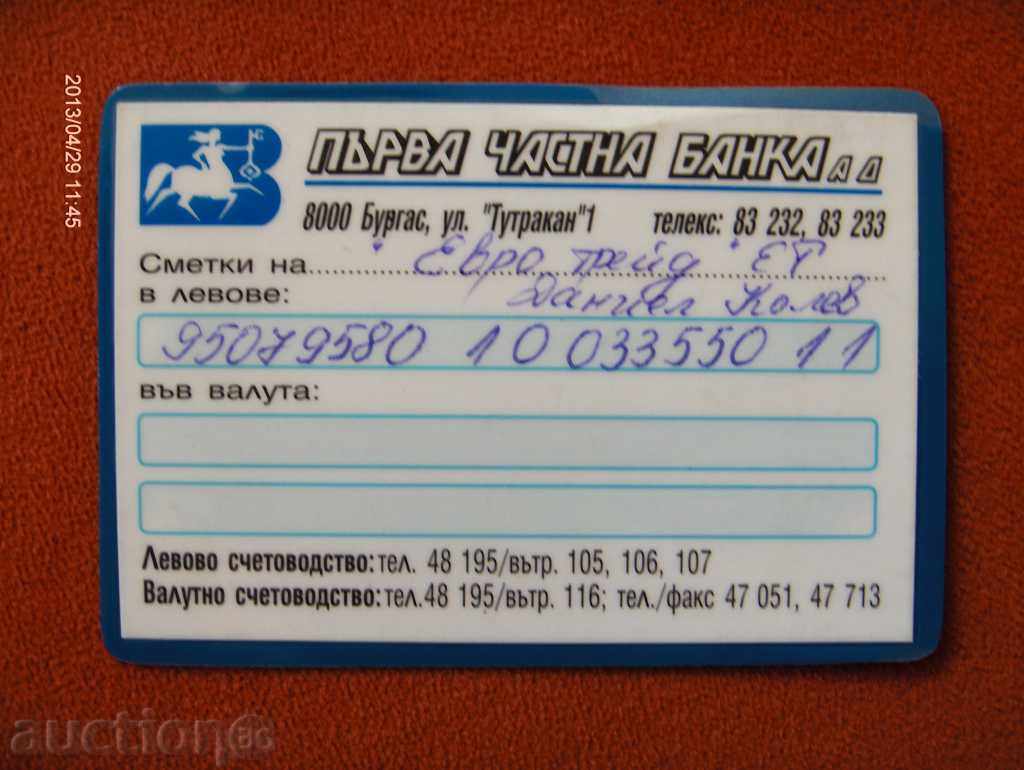 2013/04/29 11:45
ПЪРВА ЧАСТНА БАНКА АД
8000 Бургас, ул. "Тутракан"1 телекс: 83 232, 83 233
Сметки на "Евро трейд" ЕТ
в левове: Данчел Колев
95079580 10 033550 11
във валута:
Левово счетоводство: тел. 48 195/вътр. 105, 106, 107
Валутно счетоводство: тел.48 195/вътр. 116; тел./факс 47 051, 47 713
auction.bg